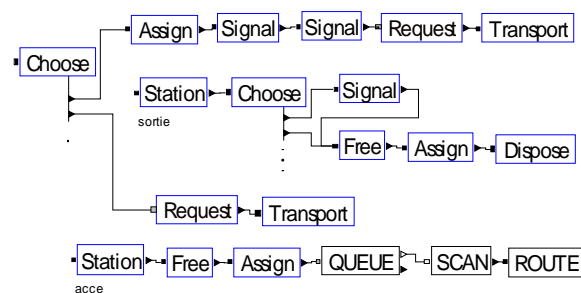 Assign Signal Signal Request Transport
Choose
Station Choose Signal
sortie
Free Assign Dispose
Request Transport
Station Free Assign QUEUE SCAN ROUTE
acce